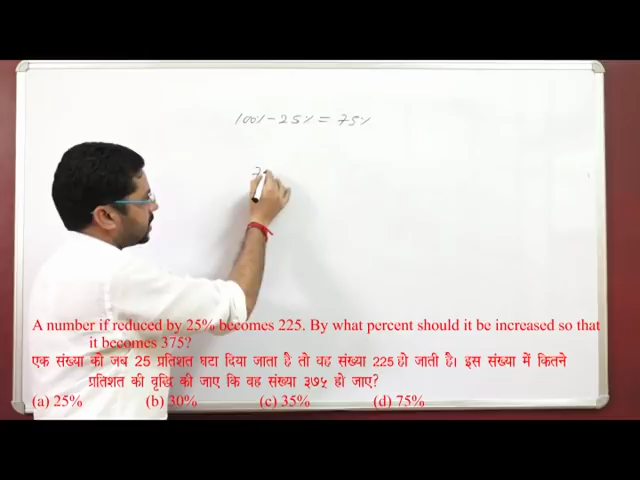 100% - 25% = 75%
A number if reduced by 25% becomes 225. By what percent should it be increased so that
it becomes 375?
एक संख्या को जब 25 प्रतिशत घटा दिया जाता है तो वह संख्या 225 हो जाती है। इस संख्या में कितने
प्रतिशत की वृद्धि की जाए कि वह संख्या ३७५ हो जाए?
(a) 25% (b) 30% (c) 35% (d) 75%